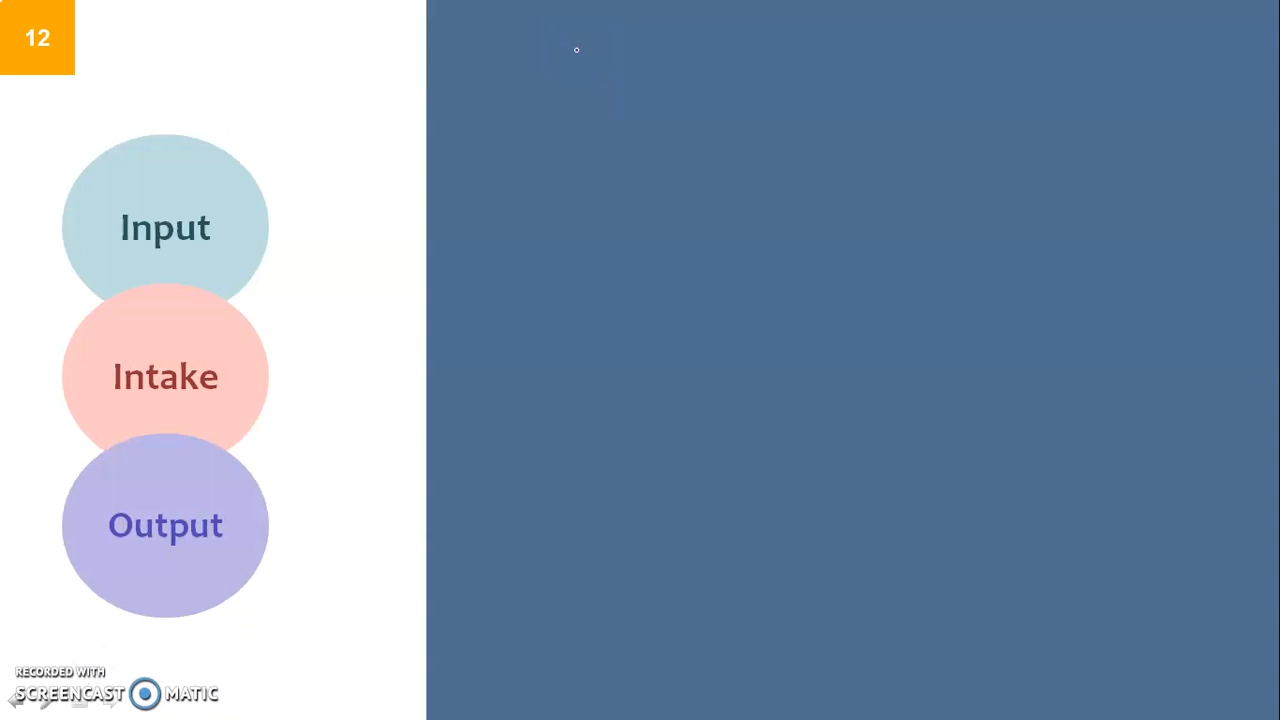 12
Input
Intake
Output
RECORDED WITH
SCREENCAST MATIC